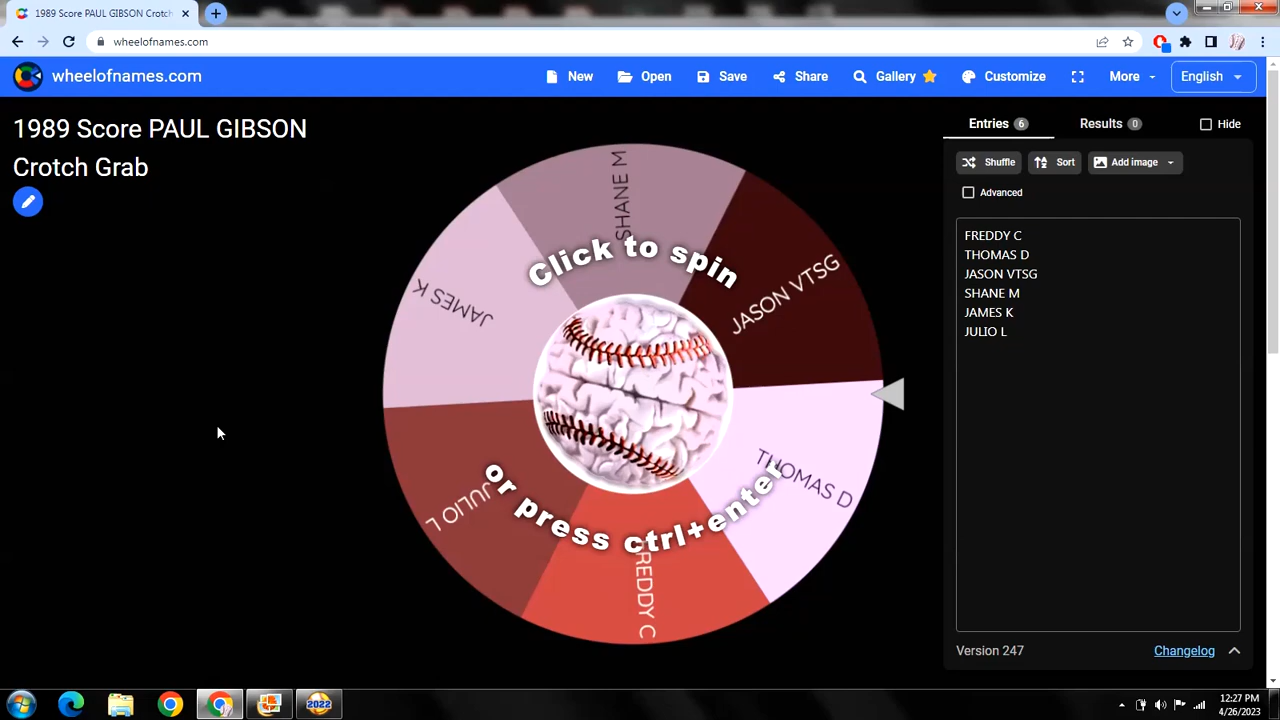 1989 Score PAUL GIBSON Crotch
wheelofnames.com
wheelofnames.com
New
Open
Save
Share
Gallery
Customize
More
English
1989 Score PAUL GIBSON
Crotch Grab
Entries 6
Results 0
Hide
Shuffle
Sort
Add image
Advanced
FREDDY C
THOMAS D
JASON VTSG
SHANE M
JAMES K
JULIO L
SHANE M
JASON VTSG
JAMES K
Click to spin
THOMAS D
JULIO L
FREDDY C
or press ctrl+enter
Version 247
Changelog
2022
12:27 PM
4/26/2023